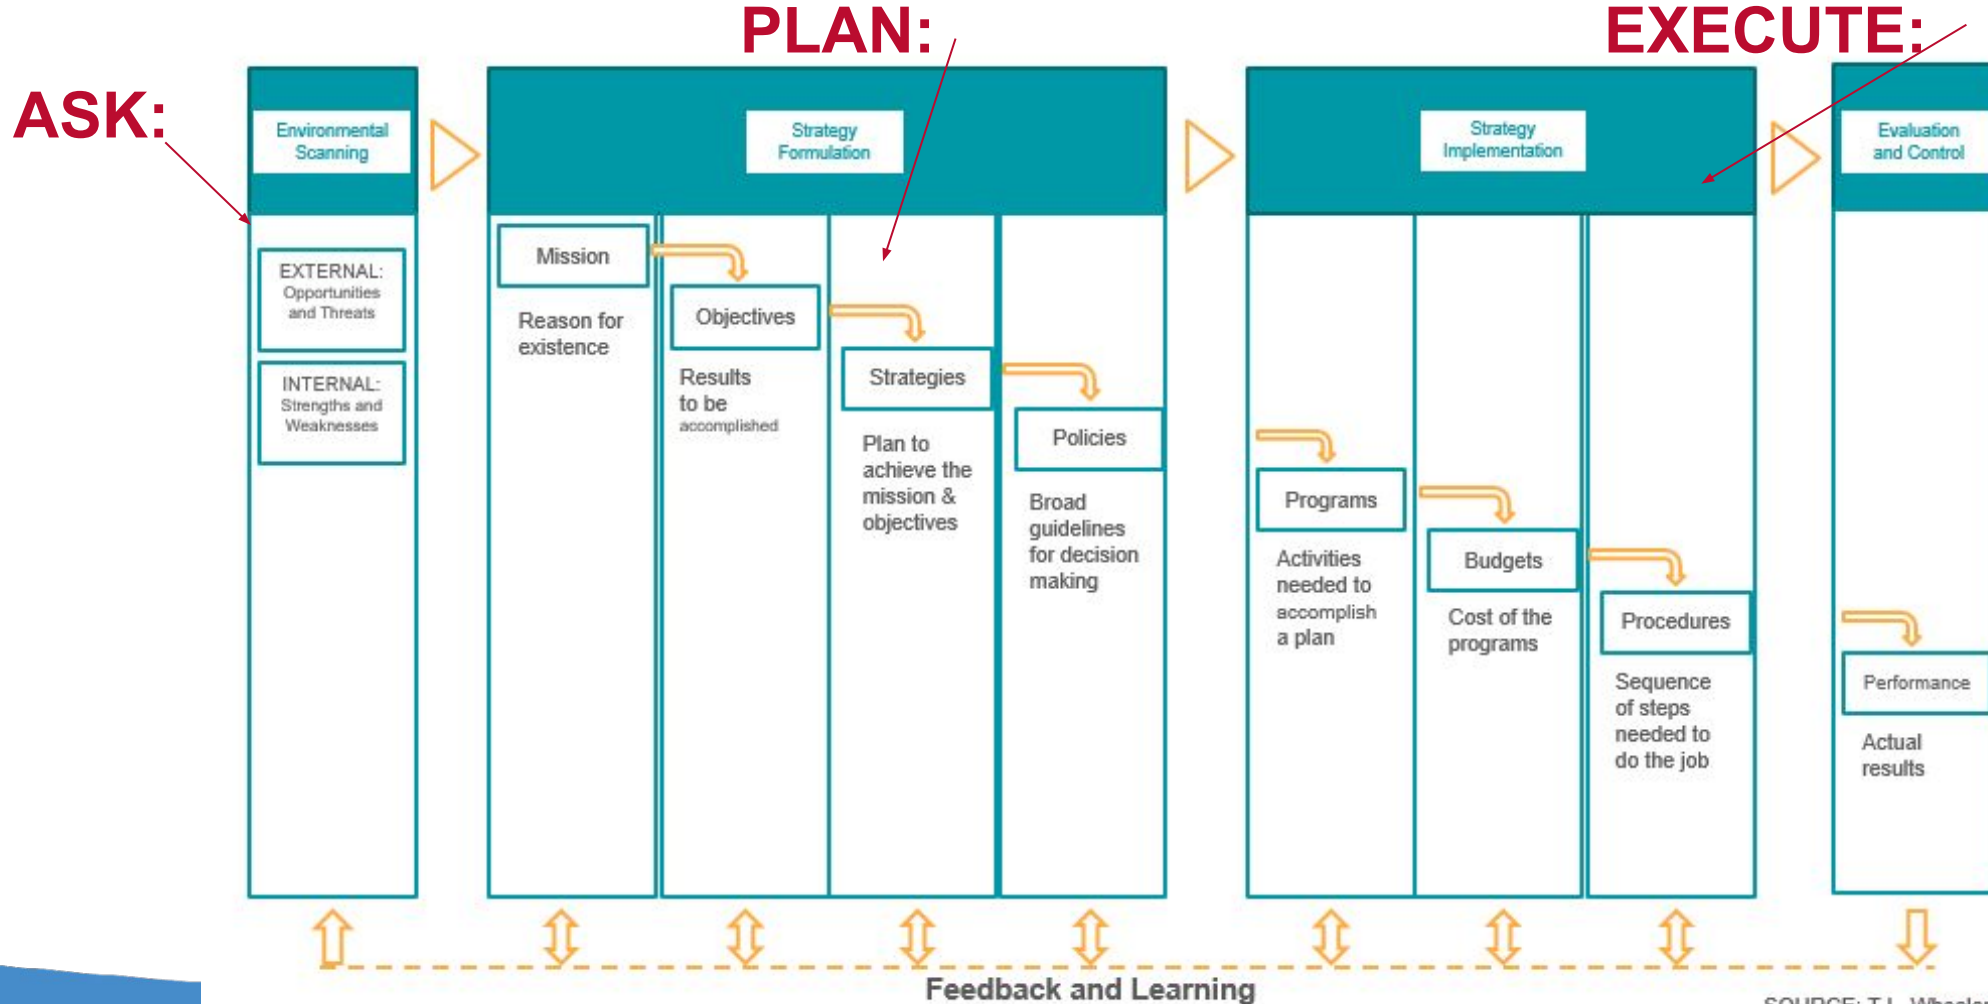 PLAN:
EXECUTE:
ASK:
Environmental
Scanning
Strategy
Formulation
Strategy
Implementation
Evaluation
and Control
EXTERNAL:
Opportunities
and Threats
INTERNAL:
Strengths and
Weaknesses
Mission
Reason for
existence
Objectives
Results
to be
accomplished
Strategies
Plan to
achieve the
mission &
objectives
Policies
Broad
guidelines
for decision
making
Programs
Activities
needed to
accomplish
a plan
Budgets
Cost of the
programs
Procedures
Sequence
of steps
needed to
do the job
Performance
Actual
results
Feedback and Learning
SOURCE: T.L.